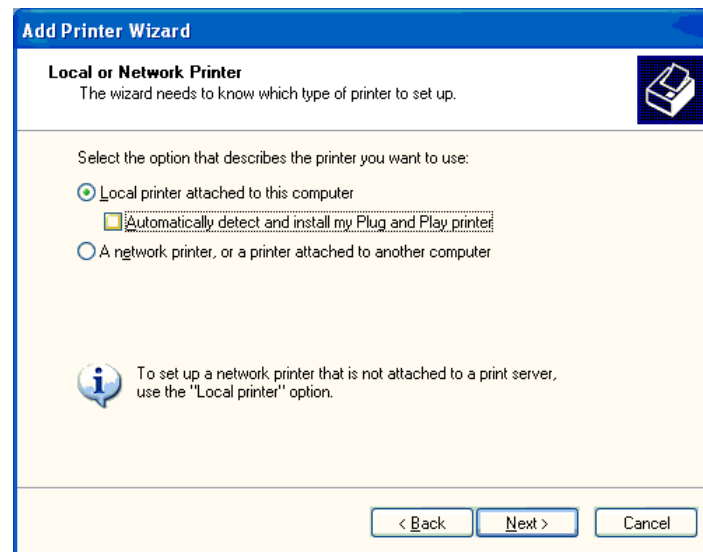 Add Printer Wizard
Local or Network Printer
The wizard needs to know which type of printer to set up.
Select the option that describes the printer you want to use:
Local printer attached to this computer
Automatically detect and install my Plug and Play printer
A network printer, or a printer attached to another computer
To set up a network printer that is not attached to a print server,
use the "Local printer" option.
< Back Next > Cancel